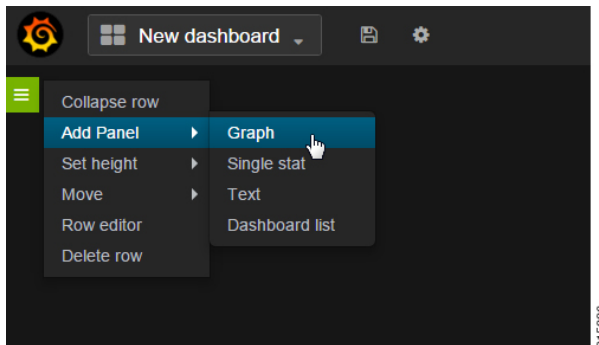 New dashboard
Collapse row
Add Panel
Graph
Set height
Single stat
Move
Text
Row editor
Dashboard list
Delete row